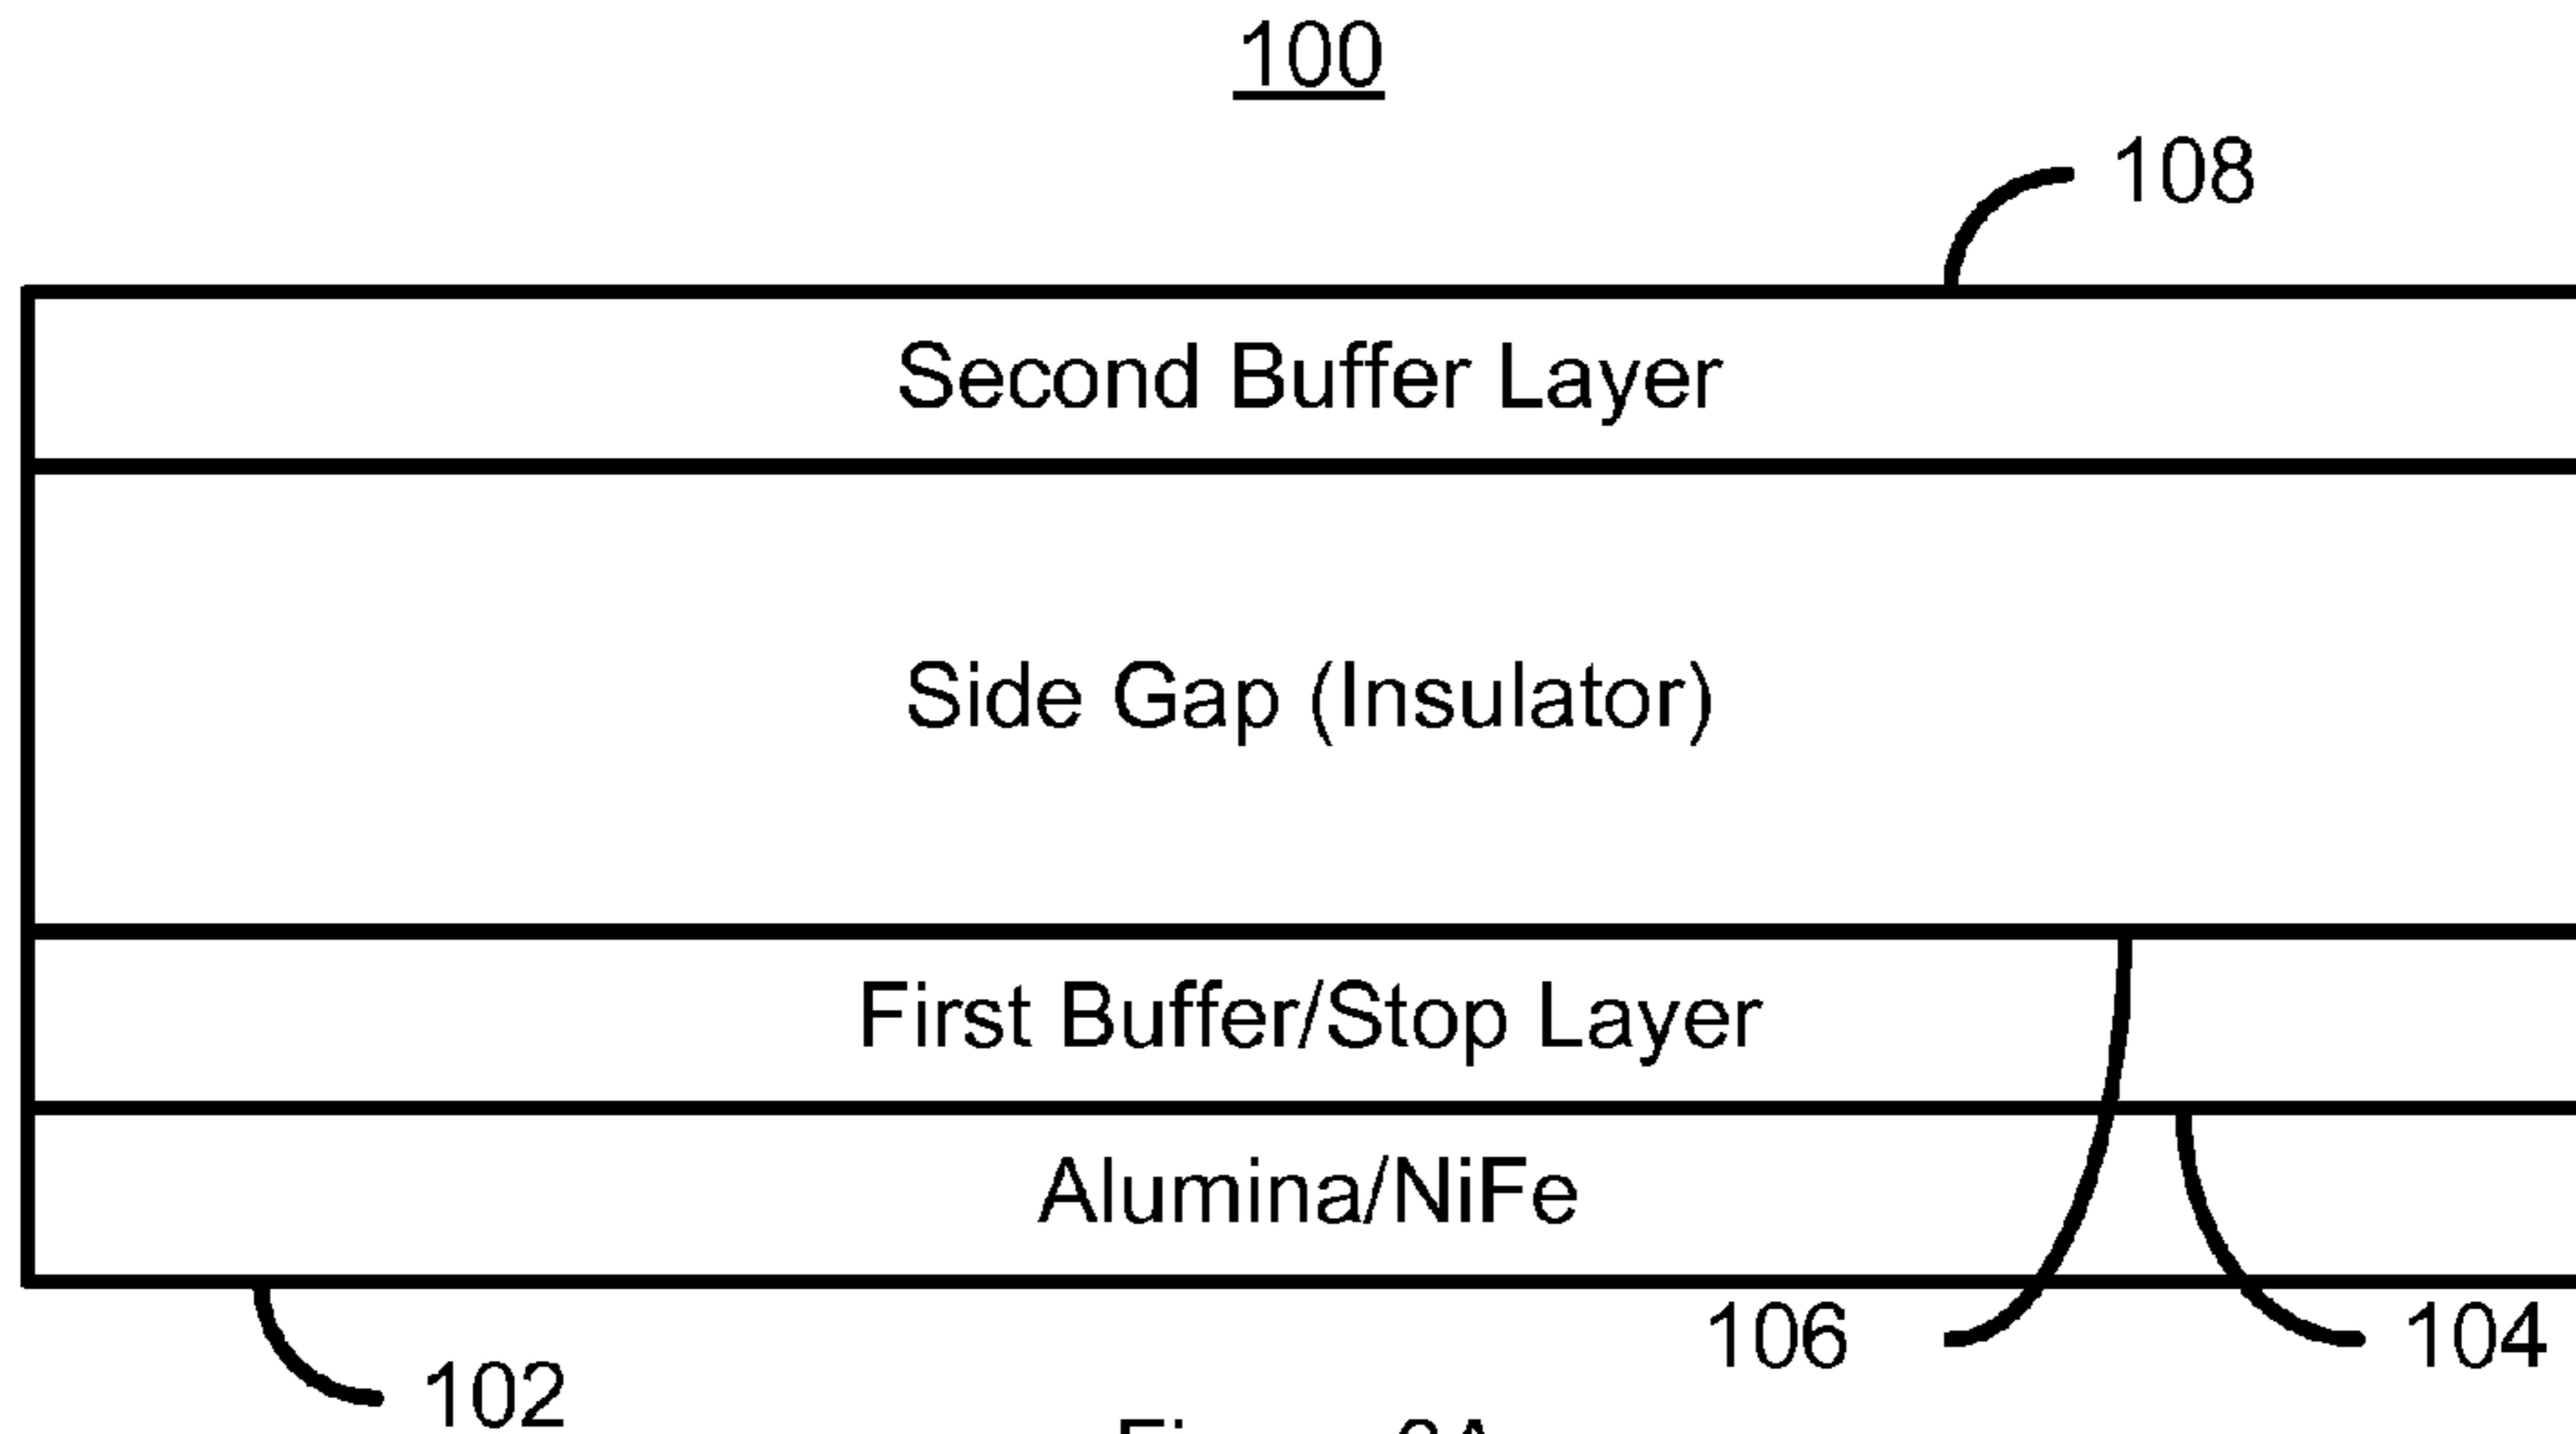 100
108
Second Buffer Layer
Side Gap (Insulator)
First Buffer/Stop Layer
Alumina/NiFe
106
104
102